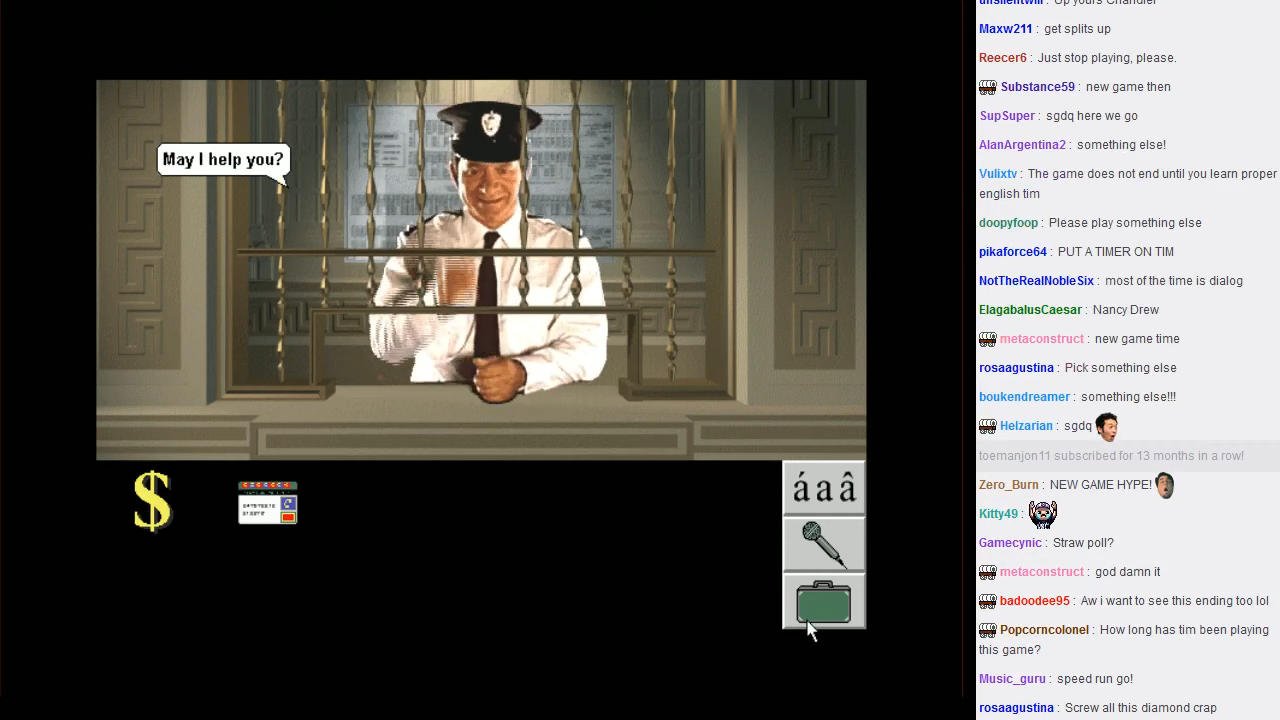 May I help you?
á a â
unsilentwill : Up yours Chandler
Maxw211 : get splits up
Reecer6 : Just stop playing, please.
Substance59 : new game then
SupSuper : sgdq here we go
AlanArgentina2 : something else!
Vulixtv : The game does not end until you learn proper
english tim
doopyfoop : Please play something else
pikaforce64 : PUT A TIMER ON TIM
NotTheRealNobleSix : most of the time is dialog
ElagabalusCaesar : Nancy Drew
metaconstruct : new game time
rosaagustina : Pick something else
boukendreamer : something else!!!
Helzarian : sgdq
toemanjon11 subscribed for 13 months in a row!
Zero_Burn : NEW GAME HYPE!
Kitty49 :
Gamecynic : Straw poll?
metaconstruct : god damn it
badoodee95 : Aw i want to see this ending too lol
Popcorncolonel : How long has tim been playing
this game?
Music_guru : speed run go!
rosaagustina : Screw all this diamond crap